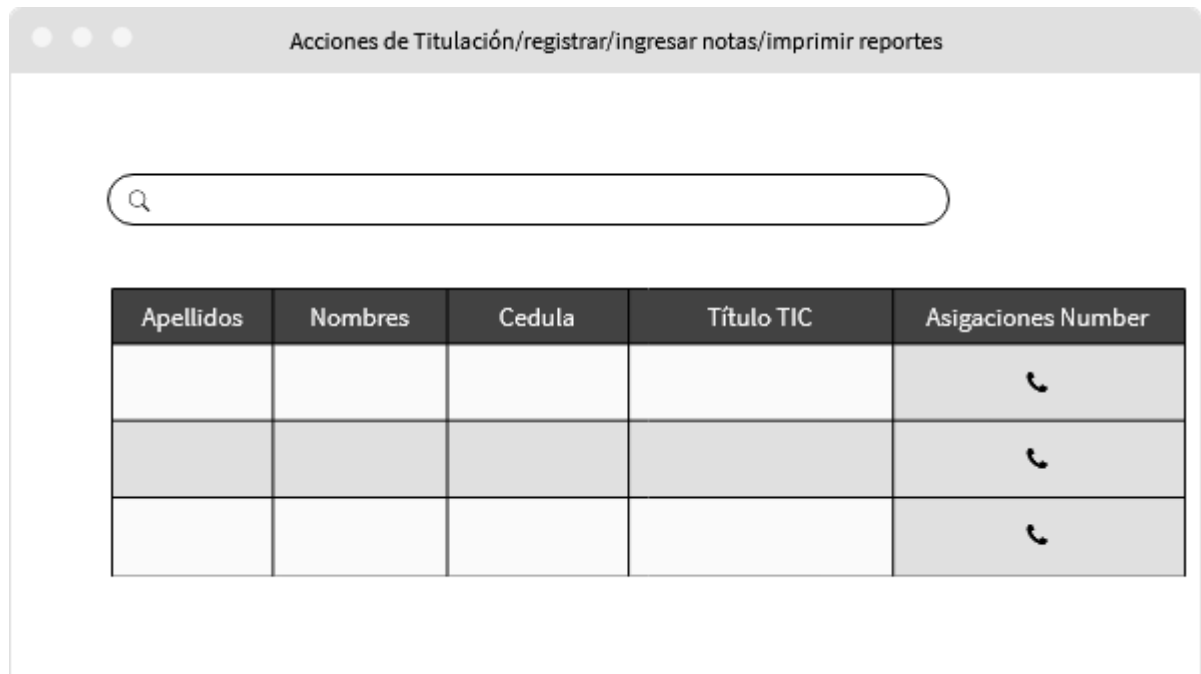 Acciones de Titulación/registrar/ingresar notas/imprimir reportes
Apellidos Nombres Cedula Título TIC Asigaciones Number